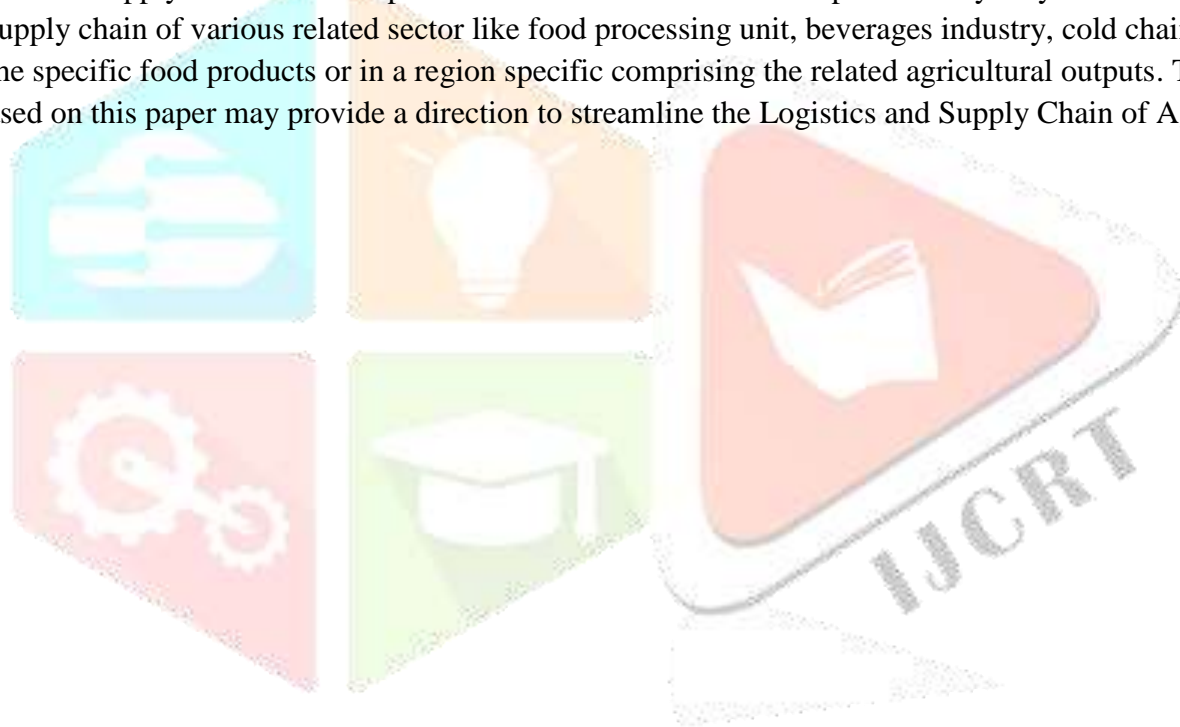 supply chain of various related sector like food processing unit, beverages industry, cold chain
he specific food products or in a region specific comprising the related agricultural outputs. T
sed on this paper may provide a direction to streamline the Logistics and Supply Chain of A
IJCRT